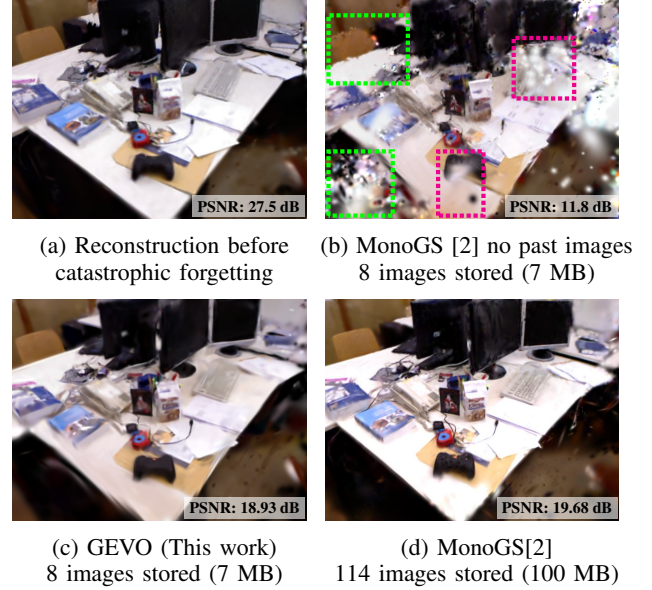 PSNR: 27.5 dB
PSNR: 11.8 dB
(a) Reconstruction before
catastrophic forgetting
(b) MonoGS [2] no past images
8 images stored (7 MB)
PSNR: 18.93 dB
PSNR: 19.68 dB
(c) GEVO (This work)
8 images stored (7 MB)
(d) MonoGS[2]
114 images stored (100 MB)